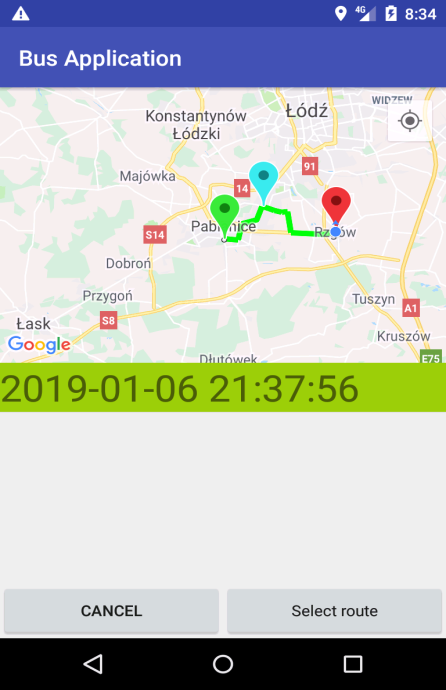 4G 8:34
Bus Application
Konstantynów
Łódzki
Łódź
WIDZEW
91
Majówka
14
Pabianice
Rzgów
S14
Dobroń
Przygoń
Tuszyn
A1
S8
Łask
Kruszów
Google
Dłutówek
E75
2019-01-06 21:37:56
CANCEL
Select route